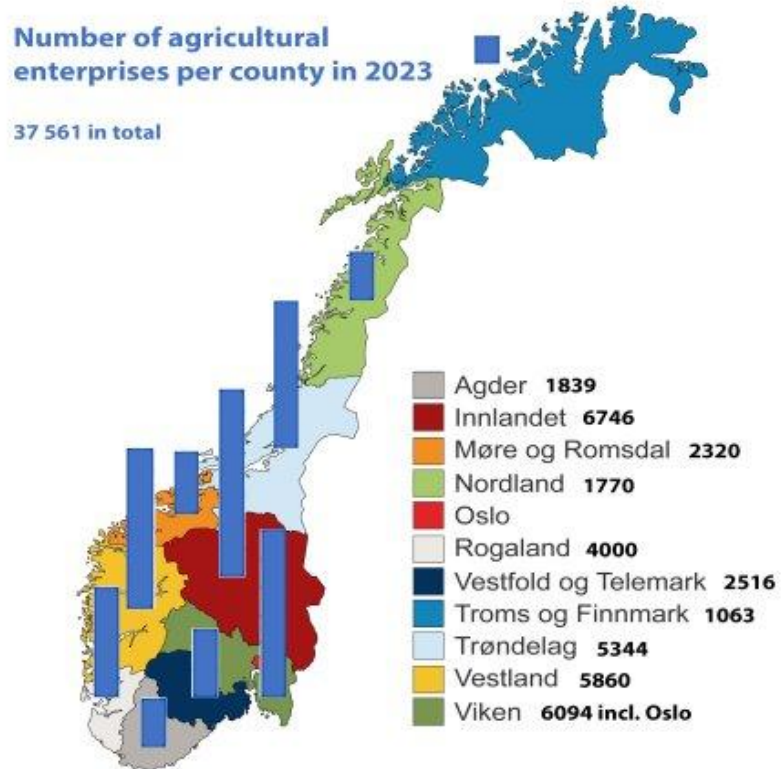 Number of agricultural
enterprises per county in 2023
37 561 in total
Agder 1839
Innlandet 6746
Møre og Romsdal 2320
Nordland 1770
Oslo
Rogaland 4000
Vestfold og Telemark 2516
Troms og Finnmark 1063
Trøndelag 5344
Vestland 5860
Viken 6094 incl. Oslo